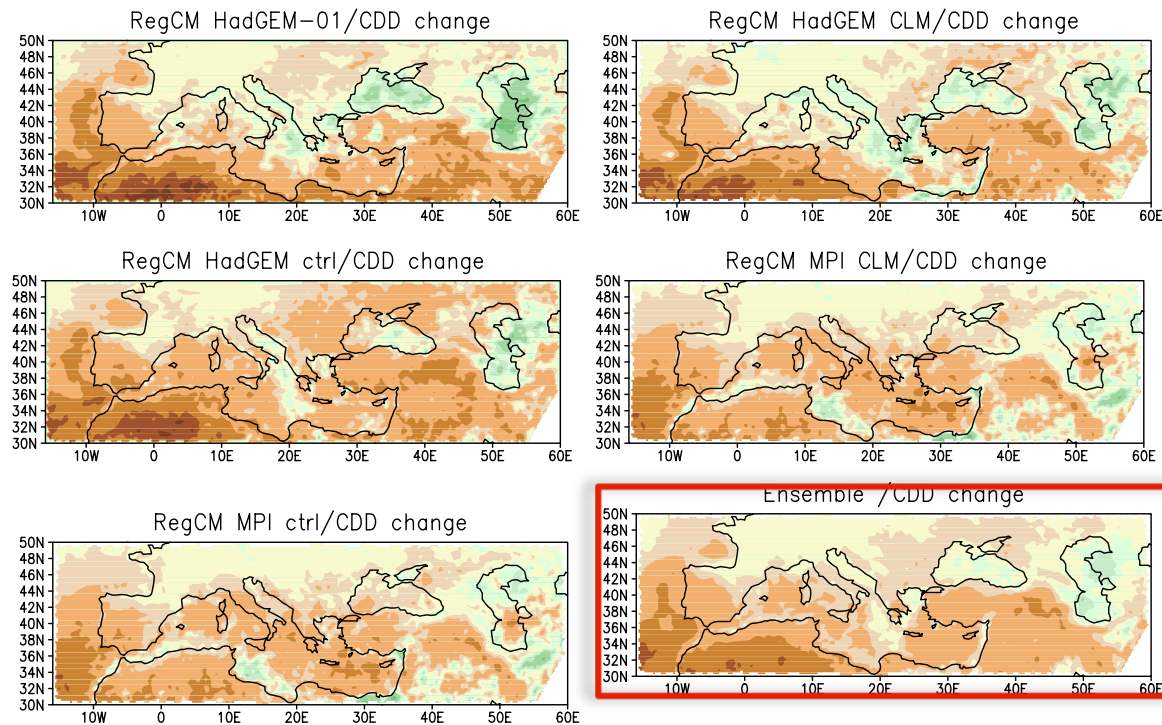 RegCM HadGEM-01/CDD change
50N
48N
46N
44N
42N
40N
38N
36N
34N
32N
30N
10W 0 10E 20E 30E 40E 50E 60E
RegCM HadGEM CLM/CDD change
50N
48N
46N
44N
42N
40N
38N
36N
34N
32N
30N
10W 0 10E 20E 30E 40E 50E 60E
RegCM HadGEM ctrl/CDD change
50N
48N
46N
44N
42N
40N
38N
36N
34N
32N
30N
10W 0 10E 20E 30E 40E 50E 60E
RegCM MPI CLM/CDD change
50N
48N
46N
44N
42N
40N
38N
36N
34N
32N
30N
10W 0 10E 20E 30E 40E 50E 60E
RegCM MPI ctrl/CDD change
50N
48N
46N
44N
42N
40N
38N
36N
34N
32N
30N
10W 0 10E 20E 30E 40E 50E 60E
Ensemble /CDD change
50N
48N
46N
44N
42N
40N
38N
36N
34N
32N
30N
10W 0 10E 20E 30E 40E 50E 60E